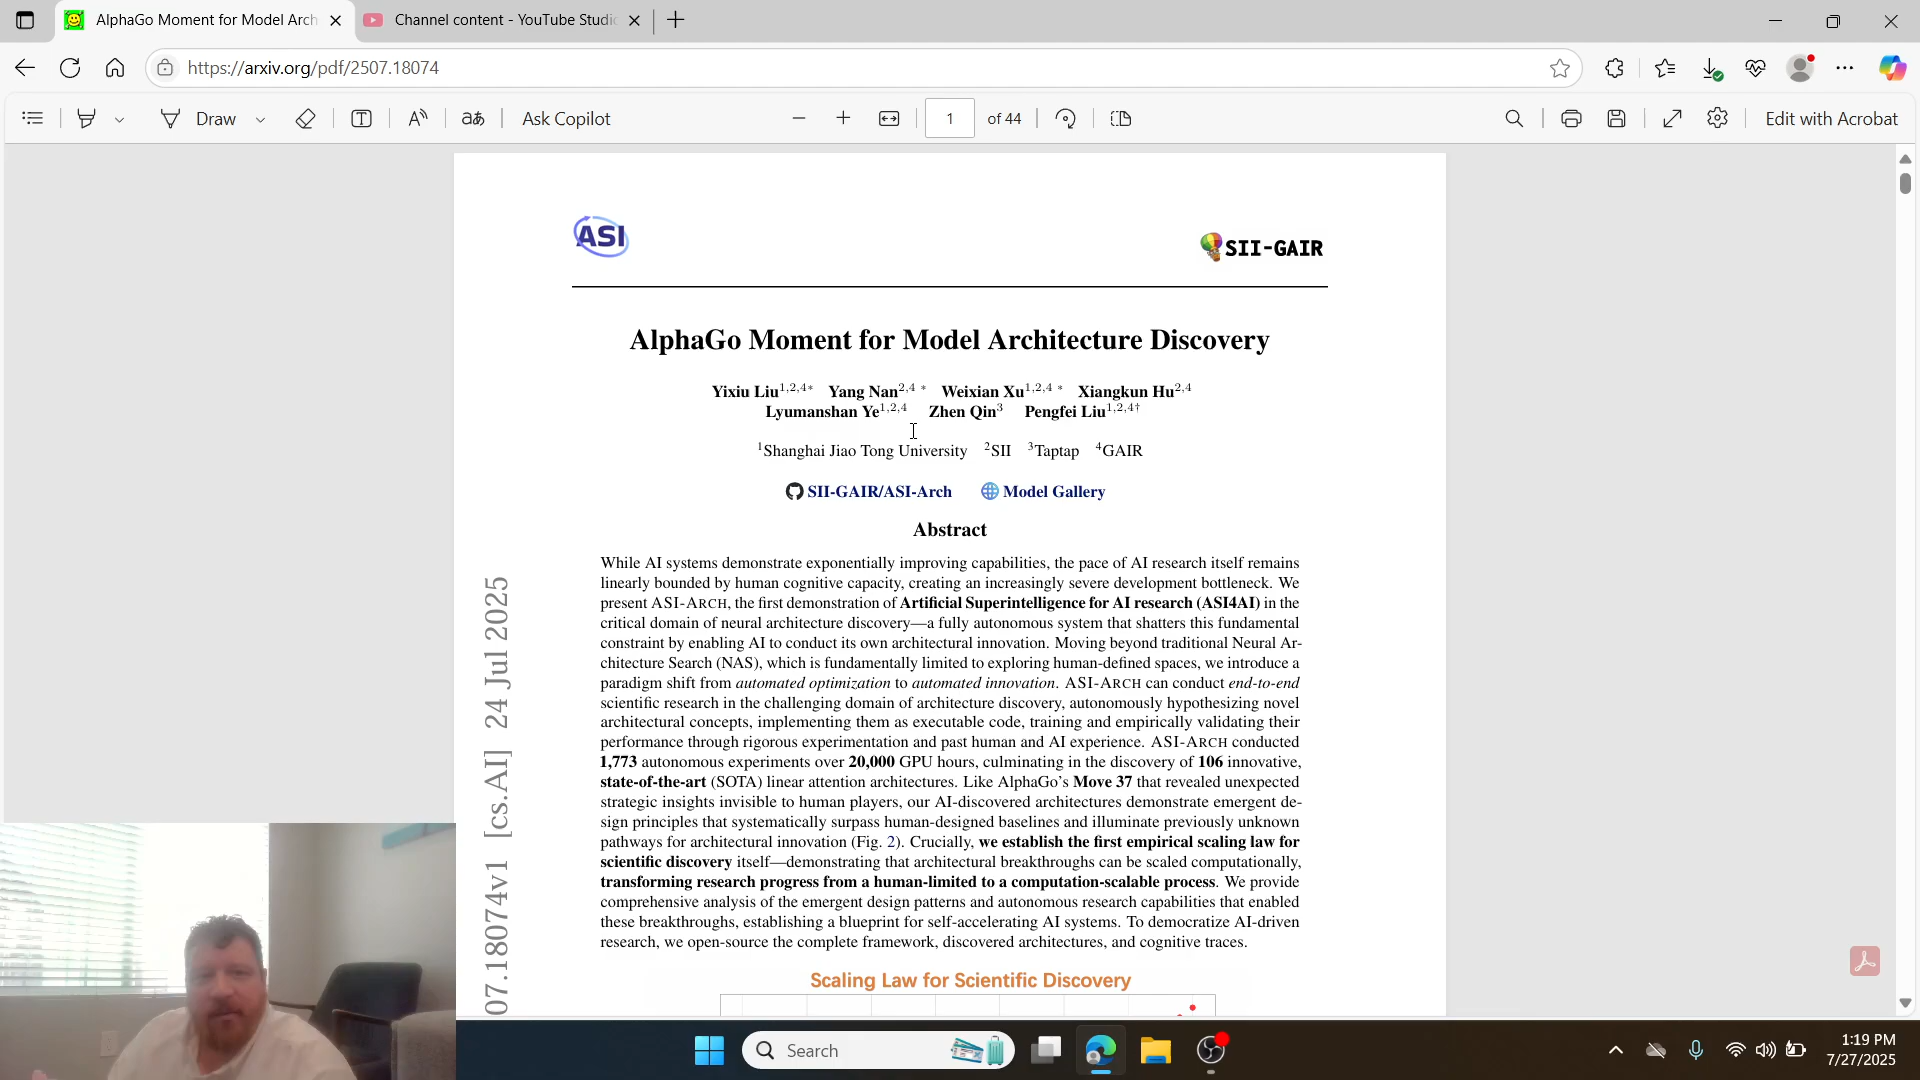 AlphaGo Moment for Model Arch
Channel content - YouTube Studio
https://arxiv.org/pdf/2507.18074
Draw
Ask Copilot
1
of 44
Edit with Acrobat
ASI
SII-GAIR
AlphaGo Moment for Model Architecture Discovery
Yixiu Liu1,2,4* Yang Nan2,4 * Weixian Xu1,2,4 * Xiangkun Hu2,4
Lyumanshan Ye1,2,4 Zhen Qin3 Pengfei Liu1,2,4†
1Shanghai Jiao Tong University 2SII 3Taptap 4GAIR
SII-GAIR/ASI-Arch Model Gallery
Abstract
While AI systems demonstrate exponentially improving capabilities, the pace of AI research itself remains
linearly bounded by human cognitive capacity, creating an increasingly severe development bottleneck. We
present ASI-ARCH, the first demonstration of Artificial Superintelligence for AI research (ASI4AI) in the
critical domain of neural architecture discovery—a fully autonomous system that shatters this fundamental
constraint by enabling AI to conduct its own architectural innovation. Moving beyond traditional Neural Ar-
chitecture Search (NAS), which is fundamentally limited to exploring human-defined spaces, we introduce a
paradigm shift from automated optimization to automated innovation. ASI-ARCH can conduct end-to-end
scientific research in the challenging domain of architecture discovery, autonomously hypothesizing novel
architectural concepts, implementing them as executable code, training and empirically validating their
performance through rigorous experimentation and past human and AI experience. ASI-ARCH conducted
1,773 autonomous experiments over 20,000 GPU hours, culminating in the discovery of 106 innovative,
state-of-the-art (SOTA) linear attention architectures. Like AlphaGo's Move 37 that revealed unexpected
strategic insights invisible to human players, our AI-discovered architectures demonstrate emergent de-
sign principles that systematically surpass human-designed baselines and illuminate previously unknown
pathways for architectural innovation (Fig. 2). Crucially, we establish the first empirical scaling law for
scientific discovery itself—demonstrating that architectural breakthroughs can be scaled computationally,
transforming research progress from a human-limited to a computation-scalable process. We provide
comprehensive analysis of the emergent design patterns and autonomous research capabilities that enabled
these breakthroughs, establishing a blueprint for self-accelerating AI systems. To democratize AI-driven
research, we open-source the complete framework, discovered architectures, and cognitive traces.
Scaling Law for Scientific Discovery
07.18074v1 [cs.AI] 24 Jul 2025
Search
1:19 PM
7/27/2025